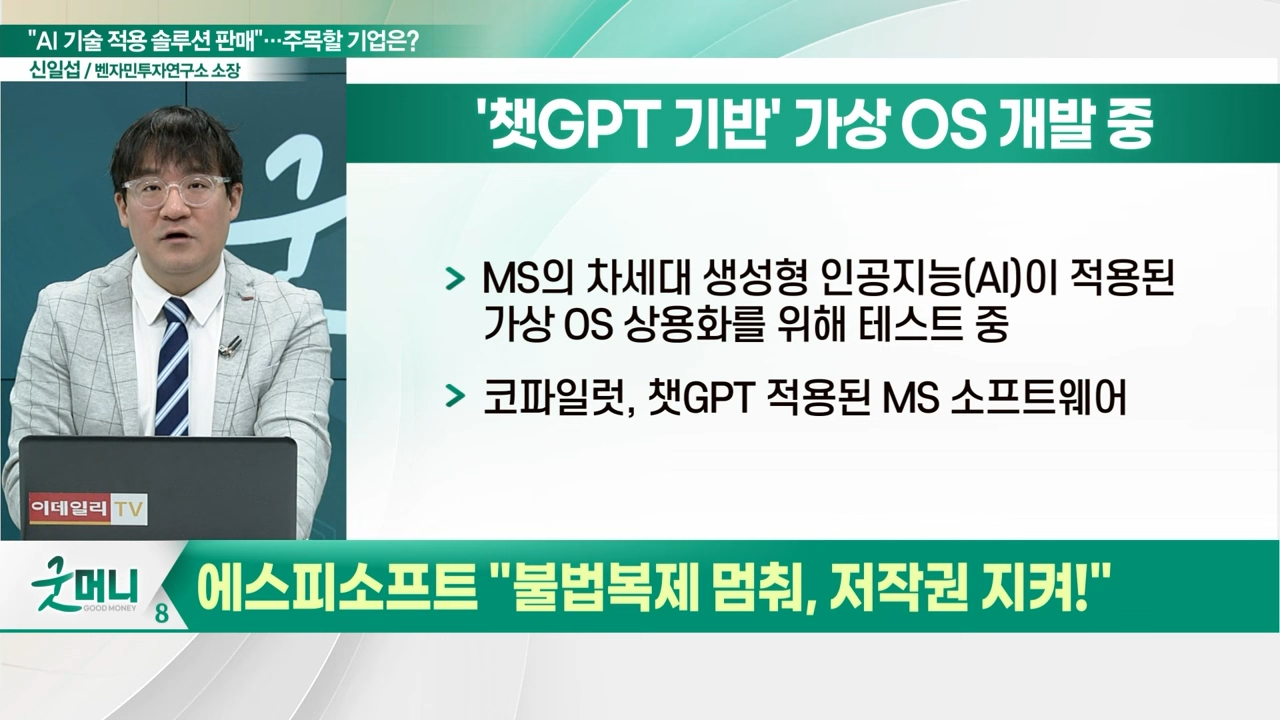 "AI 기술 적용 솔루션 판매"…주목할 기업은?
신일섭 / 벤자민투자연구소 소장
'챗GPT 기반' 가상 OS 개발 중
> MS의 차세대 생성형 인공지능(AI)이 적용된
가상 OS 상용화를 위해 테스트 중
> 코파일럿, 챗GPT 적용된 MS 소프트웨어
이데일리 TV
굿머니
GOOD MONEY
8
에스피소프트 "불법복제 멈춰, 저작권 지켜!"